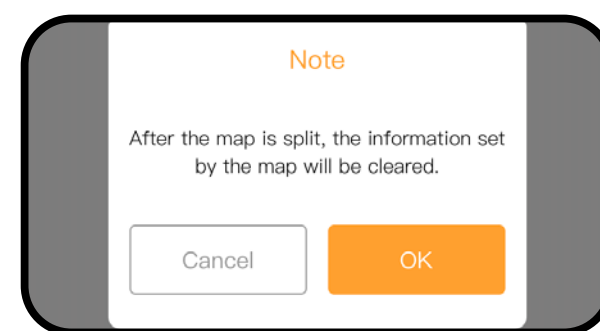 Note
After the map is split, the information set
by the map will be cleared.
Cancel
OK